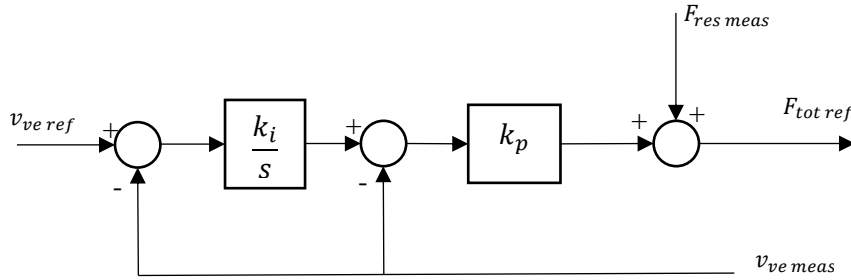 F_res meas
v_ve ref
+
k_i
s
+
k_p
+
+
F_tot ref
-
-
v_ve meas